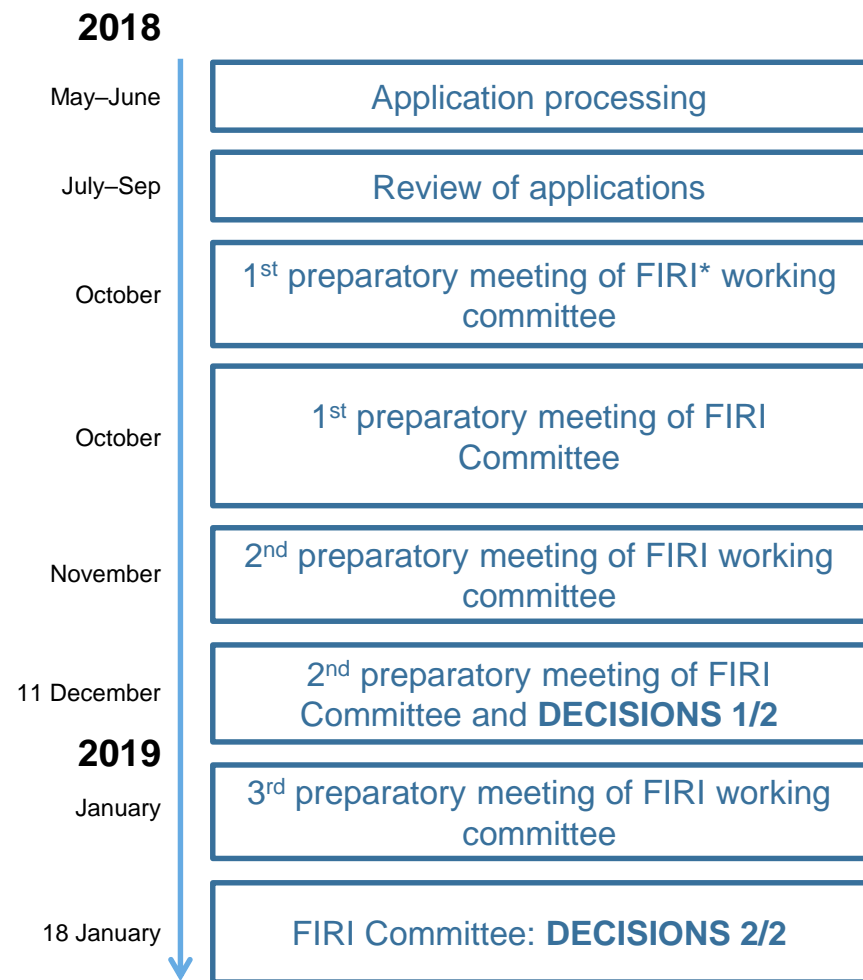 2018
May–June
Application processing
July–Sep
Review of applications
October
1st preparatory meeting of FIRI* working
committee
October
1st preparatory meeting of FIRI
Committee
November
2nd preparatory meeting of FIRI working
committee
11 December
2nd preparatory meeting of FIRI
Committee and DECISIONS 1/2
2019
January
3rd preparatory meeting of FIRI working
committee
18 January
FIRI Committee: DECISIONS 2/2